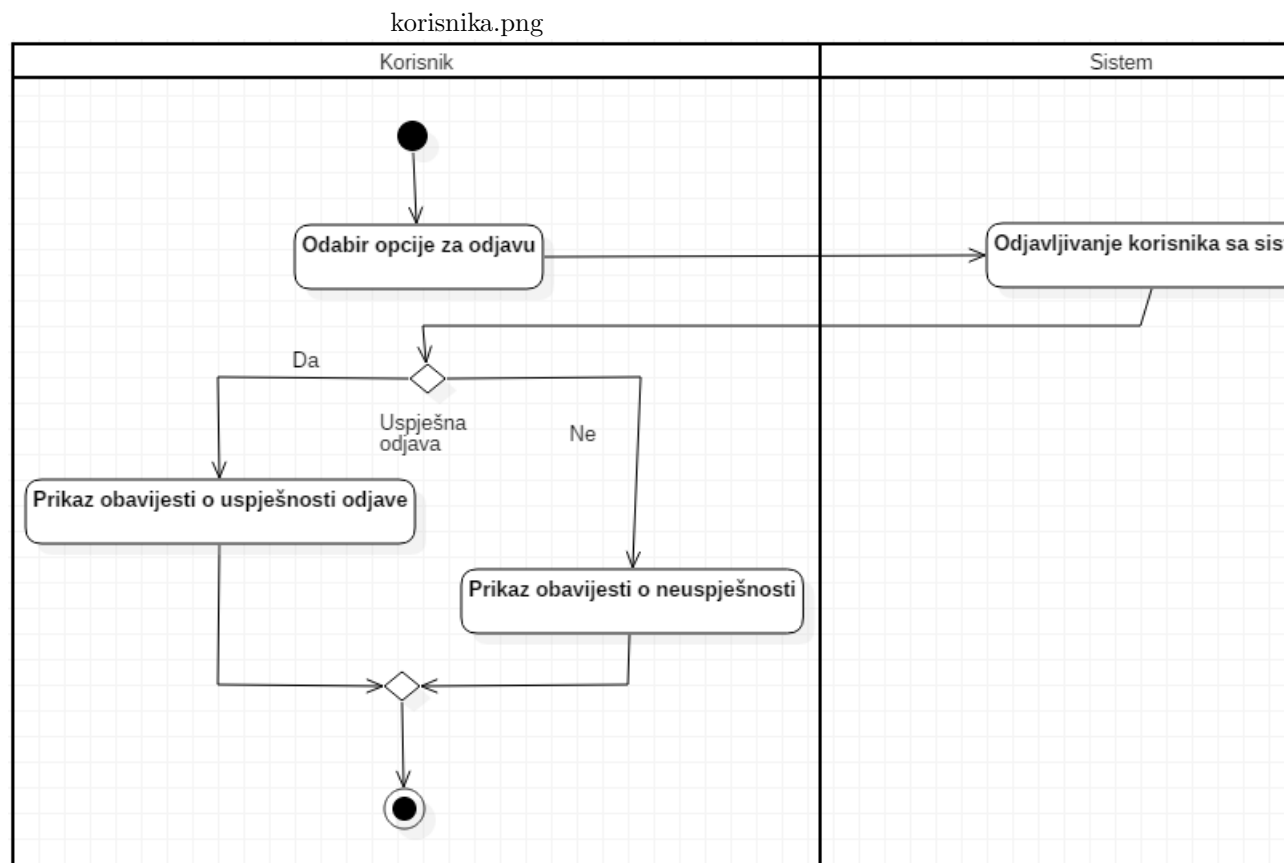 korisnika.png
Korisnik
Sistem
Odabir opcije za odjavu
Odjavljivanje korisnika sa
Da
Uspješna
odjava
Ne
Prikaz obavijesti o uspješnosti odjave
Prikaz obavijesti o neuspješnosti